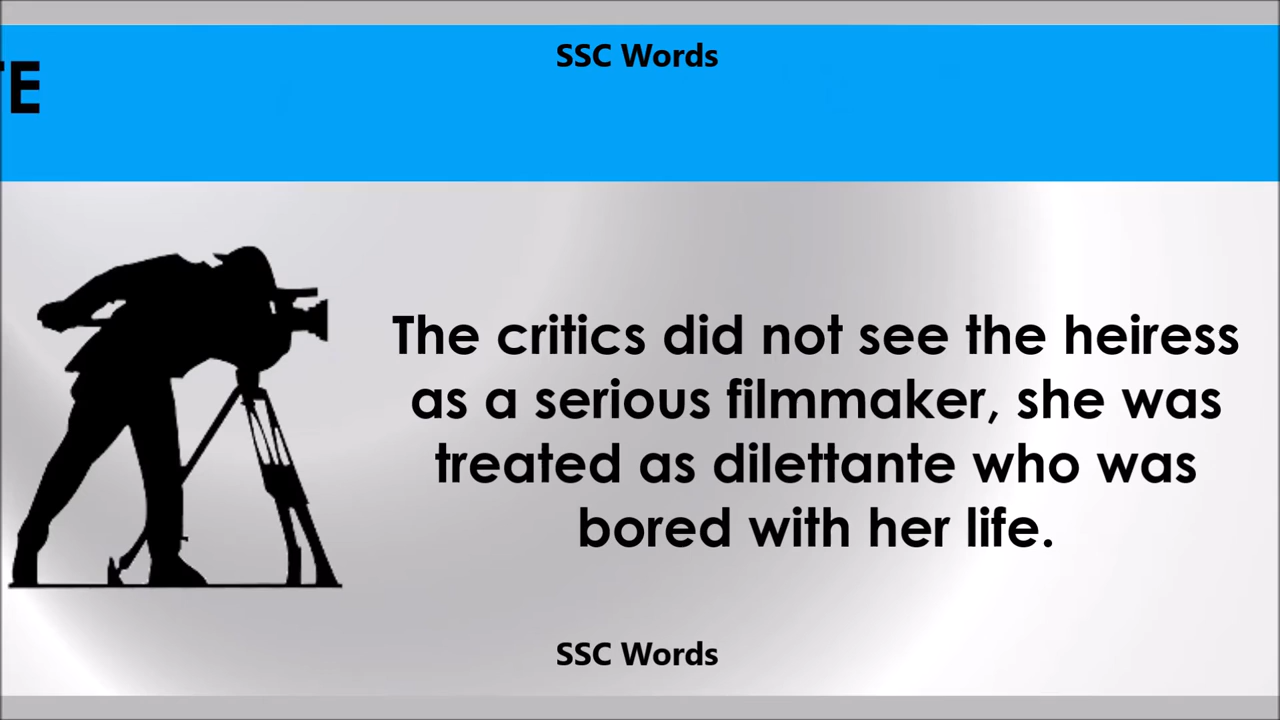 SSC Words
TE
The critics did not see the heiress
as a serious filmmaker, she was
treated as dilettante who was
bored with her life.
SSC Words